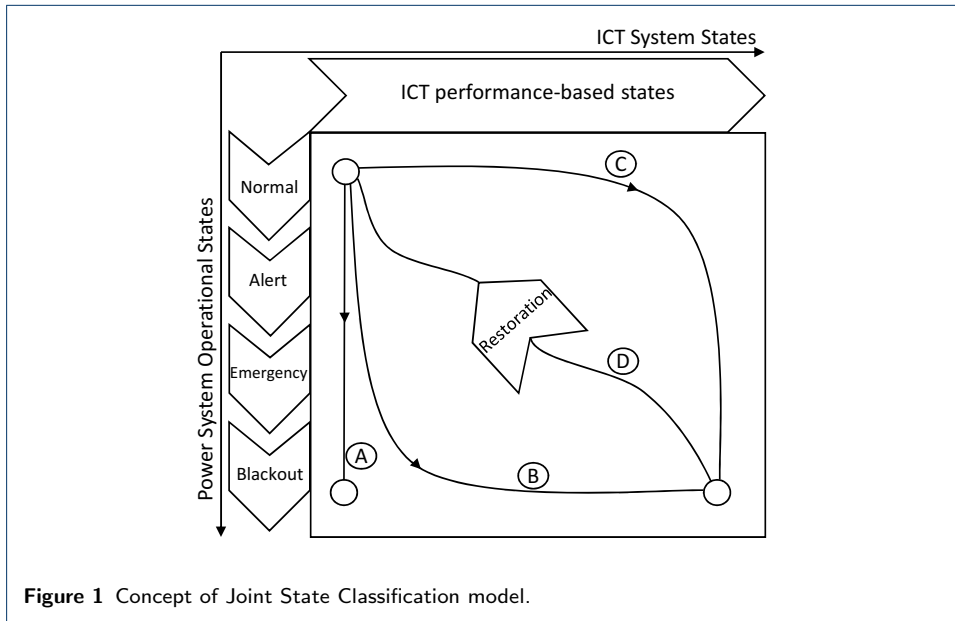 ICT System States
ICT performance-based states
Power System Operational States
Normal
Alert
Emergency
Blackout
C
Restoration
D
A
B
Figure 1 Concept of Joint State Classification model.